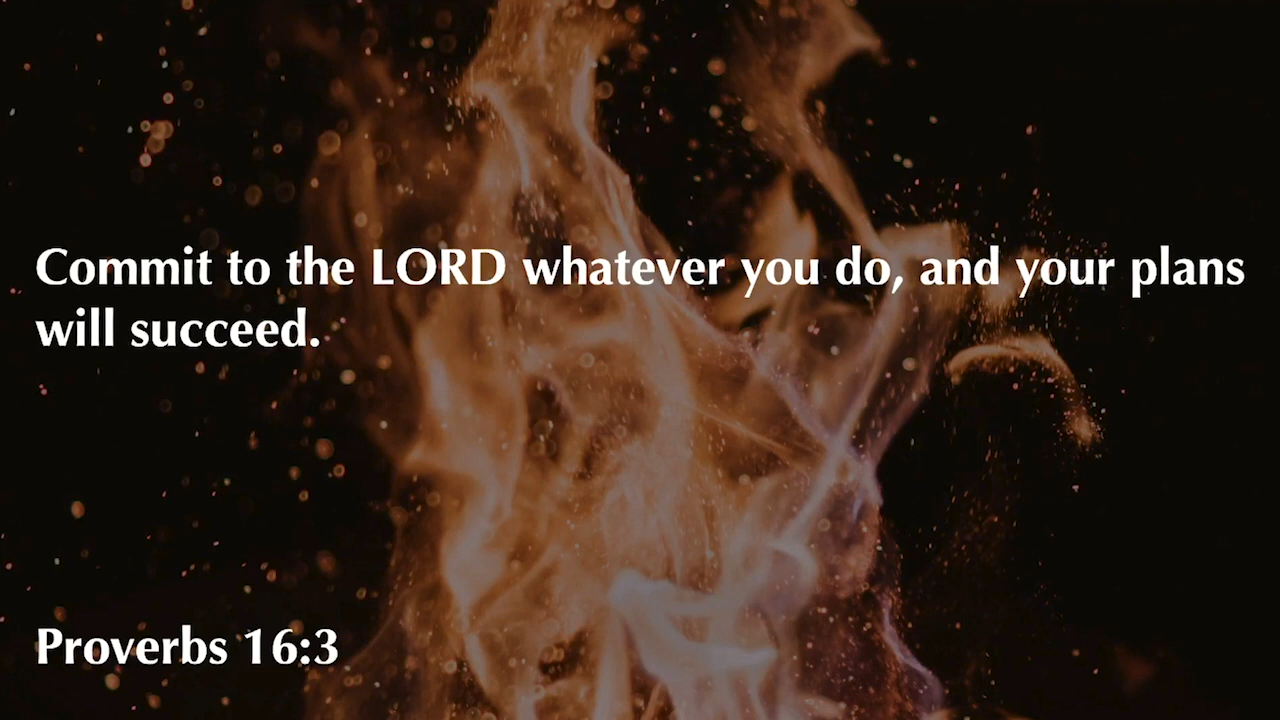 Commit to the LORD whatever you do, and your plans
will succeed.
Proverbs 16:3